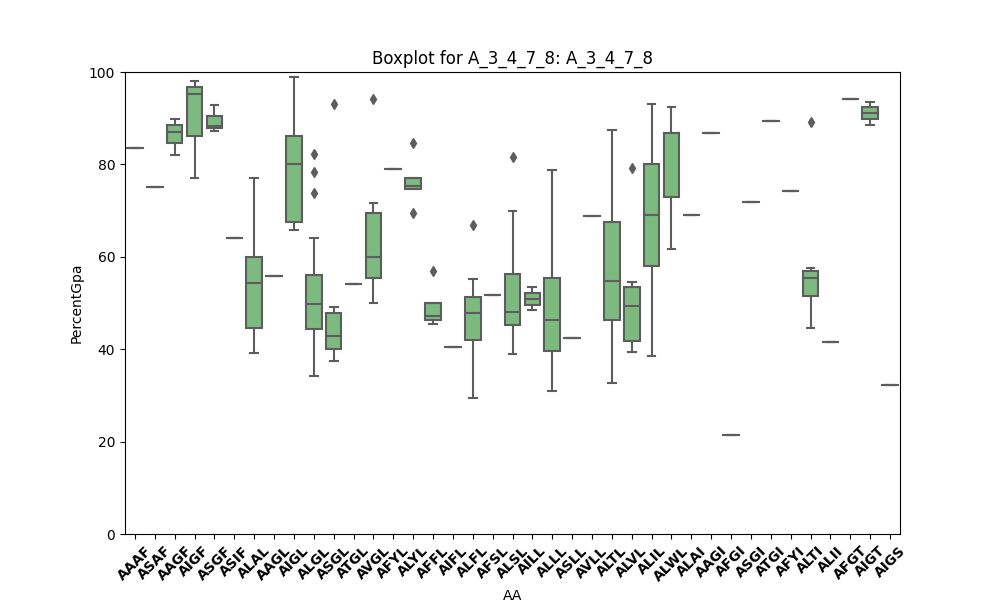 Boxplot for A_3_4_7_8: A_3_4_7_8
PercentGpa
100
80
60
40
20
0
AAAF ASAF AAGF AIGF ASGF ASIF ALAL AAGL AIGL ALGL ASGL ATGL AVGL AFYL ALYL AFFL AIFL ALFL AFSL ALSL AILL ALLL ASLL AVLL ALTL ALVL ALIL ALWL ALAI AAGI AFGI ASGI ATGI AFYI ALTI ALII AFGT AIGT AIGS
AA